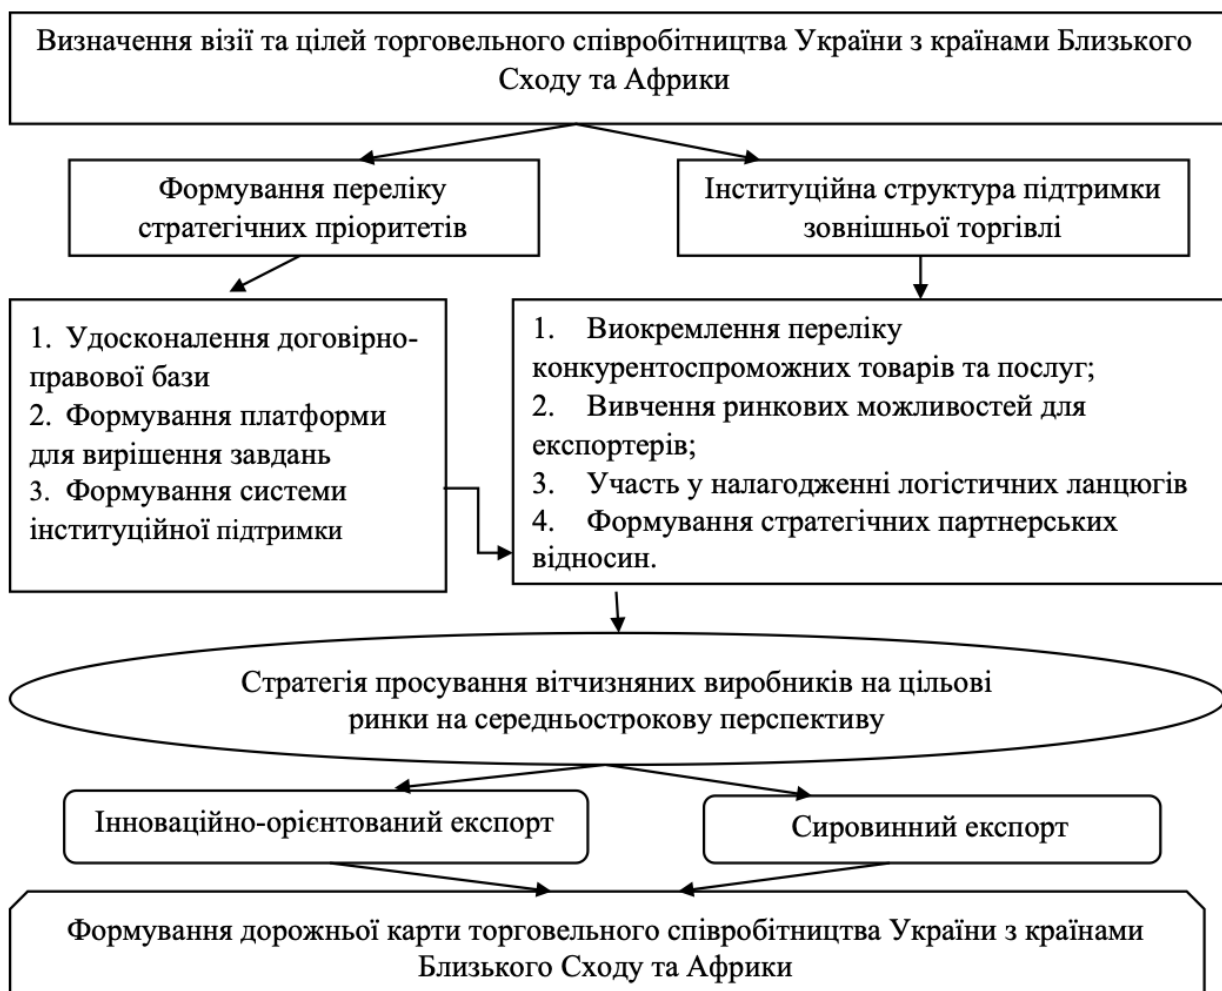 Визначення візії та цілей торговельного співробітництва України з країнами Близького
Сходу та Африки
Формування переліку
стратегічних пріоритетів
Інституційна структура підтримки
зовнішньої торгівлі
1. Удосконалення договірно-
правової бази
2. Формування платформи
для вирішення завдань
3. Формування системи
інституційної підтримки
1. Виокремлення переліку
конкурентоспроможних товарів та послуг;
2. Вивчення ринкових можливостей для
експортерів;
3. Участь у налагодженні логістичних ланцюгів
4. Формування стратегічних партнерських
відносин.
Стратегія просування вітчизняних виробників на цільові
ринки на середньострокову перспективу
Інноваційно-орієнтований експорт
Сировинний експорт
Формування дорожньої карти торговельного співробітництва України з країнами
Близького Сходу та Африки